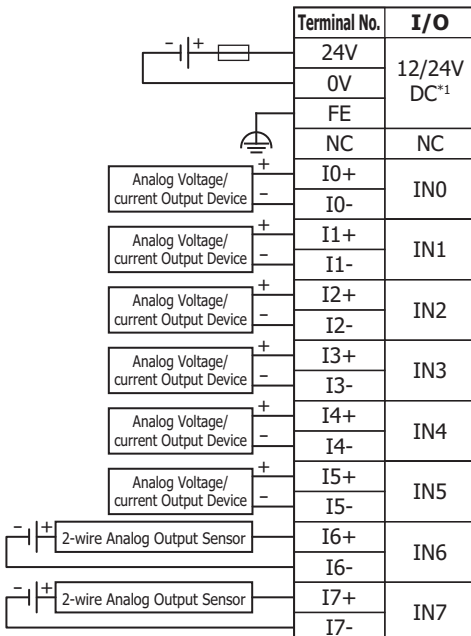 Terminal No. I/O
- + 24V
0V
12/24V
DC*1
FE
NC NC
Analog Voltage/
current Output Device
+ I0+
- I0-
IN0
Analog Voltage/
current Output Device
+ I1+
- I1-
IN1
Analog Voltage/
current Output Device
+ I2+
- I2-
IN2
Analog Voltage/
current Output Device
+ I3+
- I3-
IN3
Analog Voltage/
current Output Device
+ I4+
- I4-
IN4
Analog Voltage/
current Output Device
+ I5+
- I5-
IN5
- + 2-wire Analog Output Sensor I6+
I6-
IN6
- + 2-wire Analog Output Sensor I7+
I7-
IN7